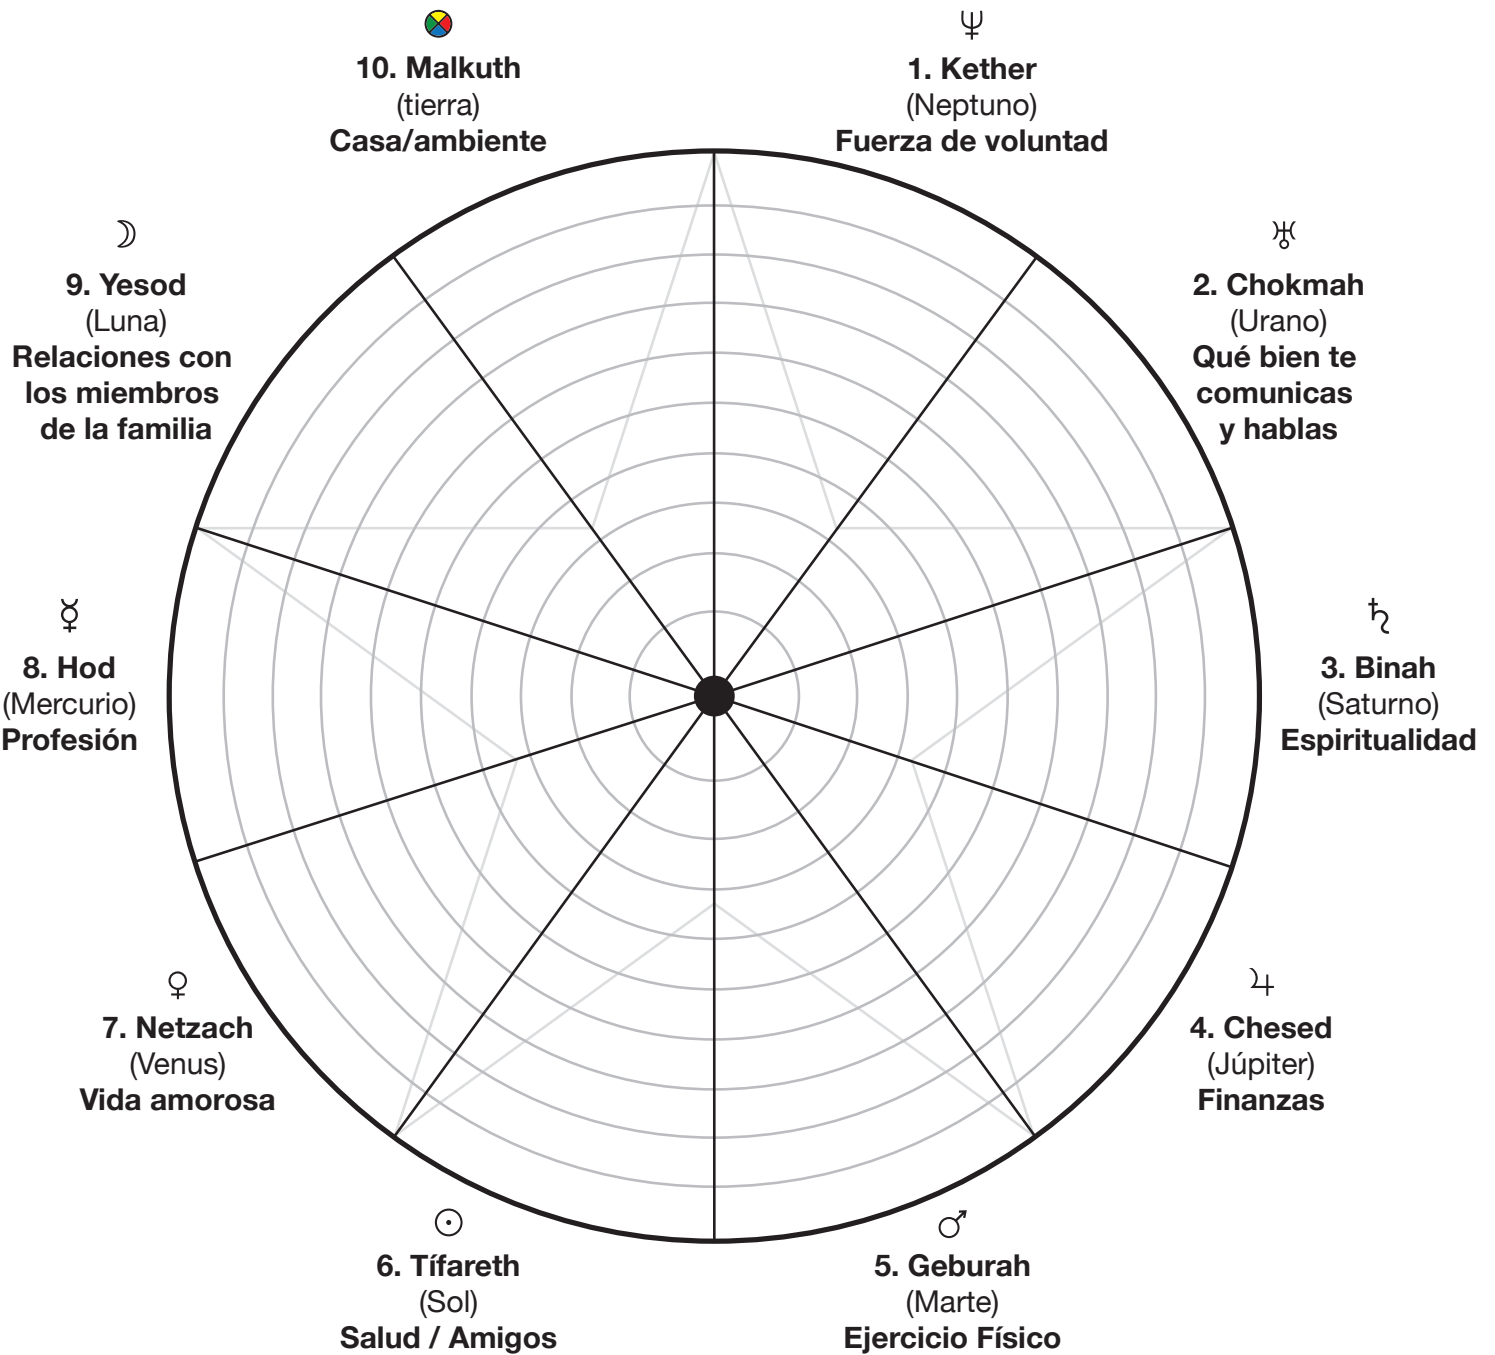 10. Malkuth
(tierra)
Casa/ambiente
1. Kether
(Neptuno)
Fuerza de voluntad
9. Yesod
(Luna)
Relaciones con
los miembros
de la familia
2. Chokmah
(Urano)
Qué bien te
comunicas
y hablas
8. Hod
(Mercurio)
Profesión
3. Binah
(Saturno)
Espiritualidad
7. Netzach
(Venus)
Vida amorosa
4. Chesed
(Júpiter)
Finanzas
6. Tífareth
(Sol)
Salud / Amigos
5. Geburah
(Marte)
Ejercicio Físico